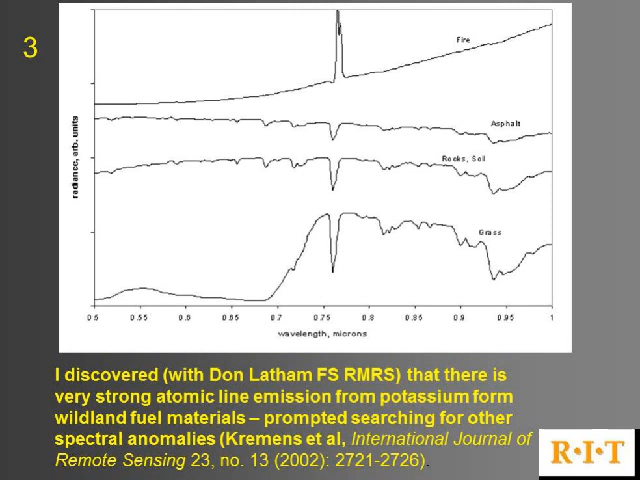 3
Fire
Asphalt
radiance, arb. units
Rocks, Soil
Grass
0.5 0.55 0.6 0.65 0.7 0.75 0.8 0.85 0.9 0.95 1
wavelength, microns
I discovered (with Don Latham FS RMRS) that there is
very strong atomic line emission from potassium form
wildland fuel materials – prompted searching for other
spectral anomalies (Kremens et al, International Journal of
Remote Sensing 23, no. 13 (2002): 2721-2726).
R·I·T